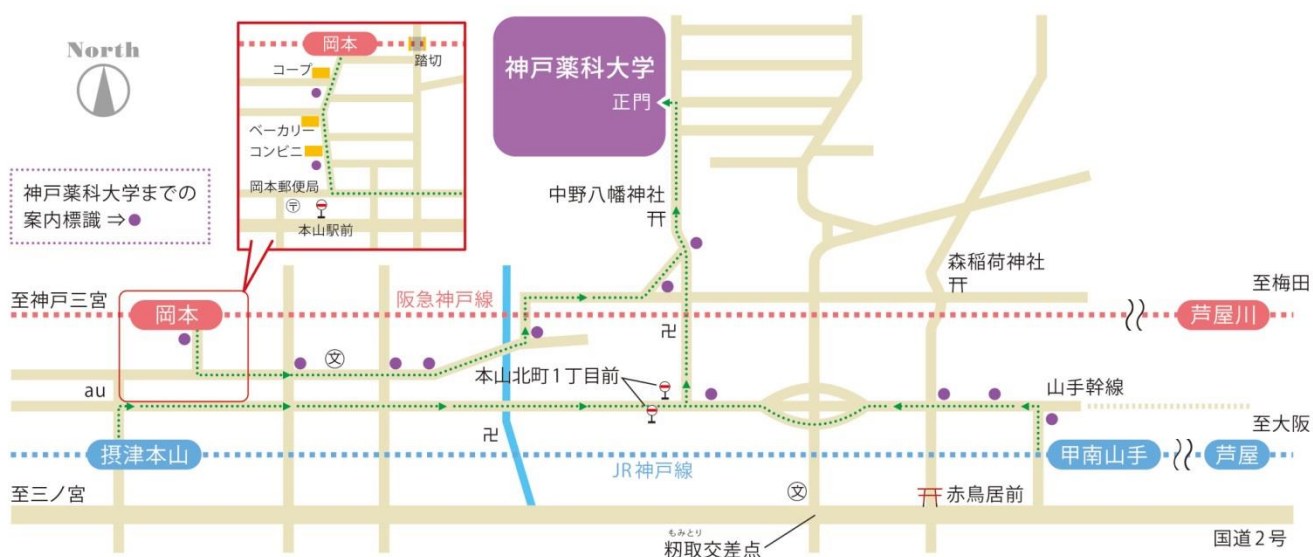 North
岡本
踏切
コープ
ベーカリー
コンビニ
岡本郵便局
〒
本山駅前
神戸薬科大学
正門
神戸薬科大学までの
案内標識 ⇒●
中野八幡神社
森稲荷神社
至神戸三宮
阪急神戸線
至梅田
岡本
芦屋川
卍
文
本山北町1丁目前
山手幹線
au
至大阪
卍
摂津本山
JR神戸線
甲南山手
芦屋
至三ノ宮
文
赤鳥居前
もみとり
籾取交差点
国道2号